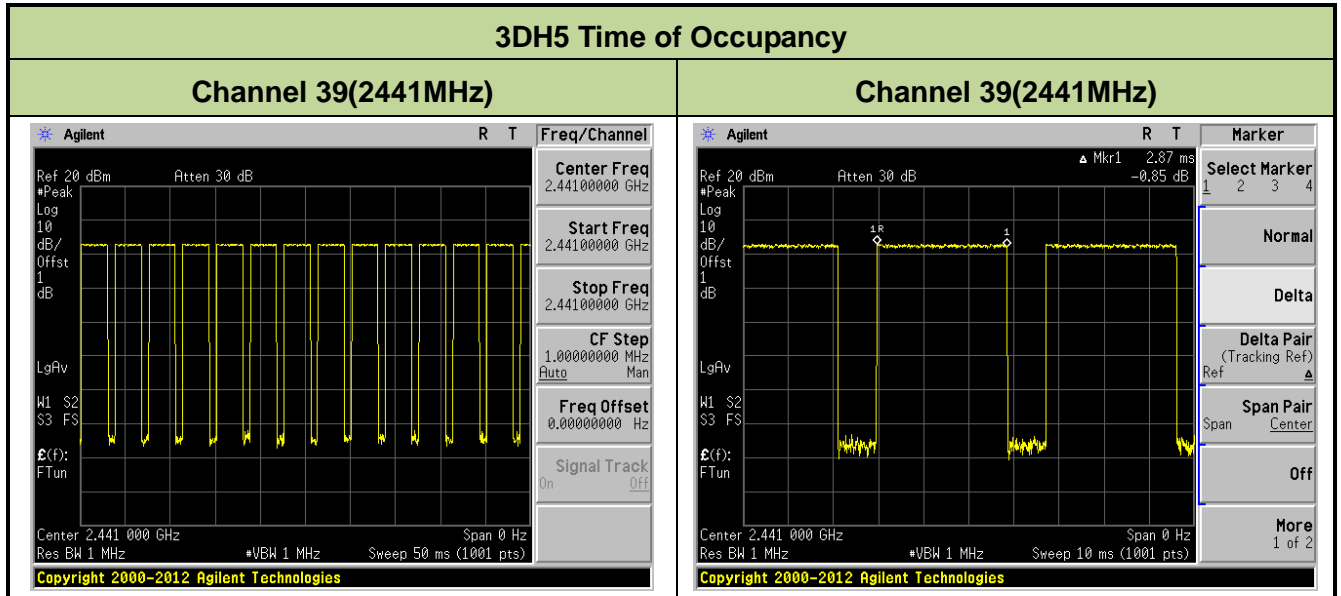 3DH5 Time of Occupancy
Channel 39(2441MHz)
Channel 39(2441MHz)
Agilent
R T
Freq/Channel
Ref 20 dBm
Atten 30 dB
#Peak
Log
10
dB/
Offst
1
dB
LgAv
W1 S2
S3 FS
£(f):
FTun
Center 2.441 000 GHz
Span 0 Hz
Res BW 1 MHz
#VBW 1 MHz
Sweep 50 ms (1001 pts)
Copyright 2000-2012 Agilent Technologies
Center Freq
2.44100000 GHz
Start Freq
2.44100000 GHz
Stop Freq
2.44100000 GHz
CF Step
1.00000000 MHz
Auto Man
Freq Offset
0.00000000 Hz
Signal Track
On Off
Agilent
R T
Marker
Δ Mkr1 2.87 ms
Ref 20 dBm
Atten 30 dB
-0.85 dB
#Peak
Log
10
dB/
Offst
1
dB
1R
1
LgAv
W1 S2
S3 FS
£(f):
FTun
Center 2.441 000 GHz
Span 0 Hz
Res BW 1 MHz
#VBW 1 MHz
Sweep 10 ms (1001 pts)
Copyright 2000-2012 Agilent Technologies
Select Marker
1 2 3 4
Normal
Delta
Delta Pair
(Tracking Ref)
Ref Δ
Span Pair
Span Center
Off
More
1 of 2